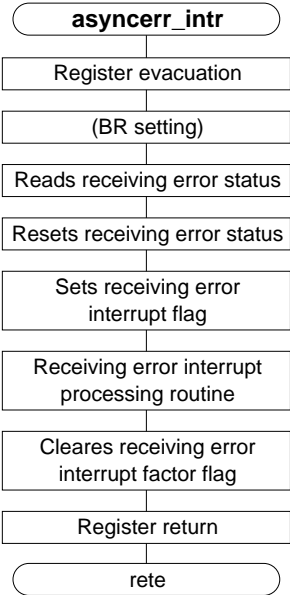 asyncerr_intr
Register evacuation
(BR setting)
Reads receiving error status
Resets receiving error status
Sets receiving error
interrupt flag
Receiving error interrupt
processing routine
Cleares receiving error
interrupt factor flag
Register return
rete